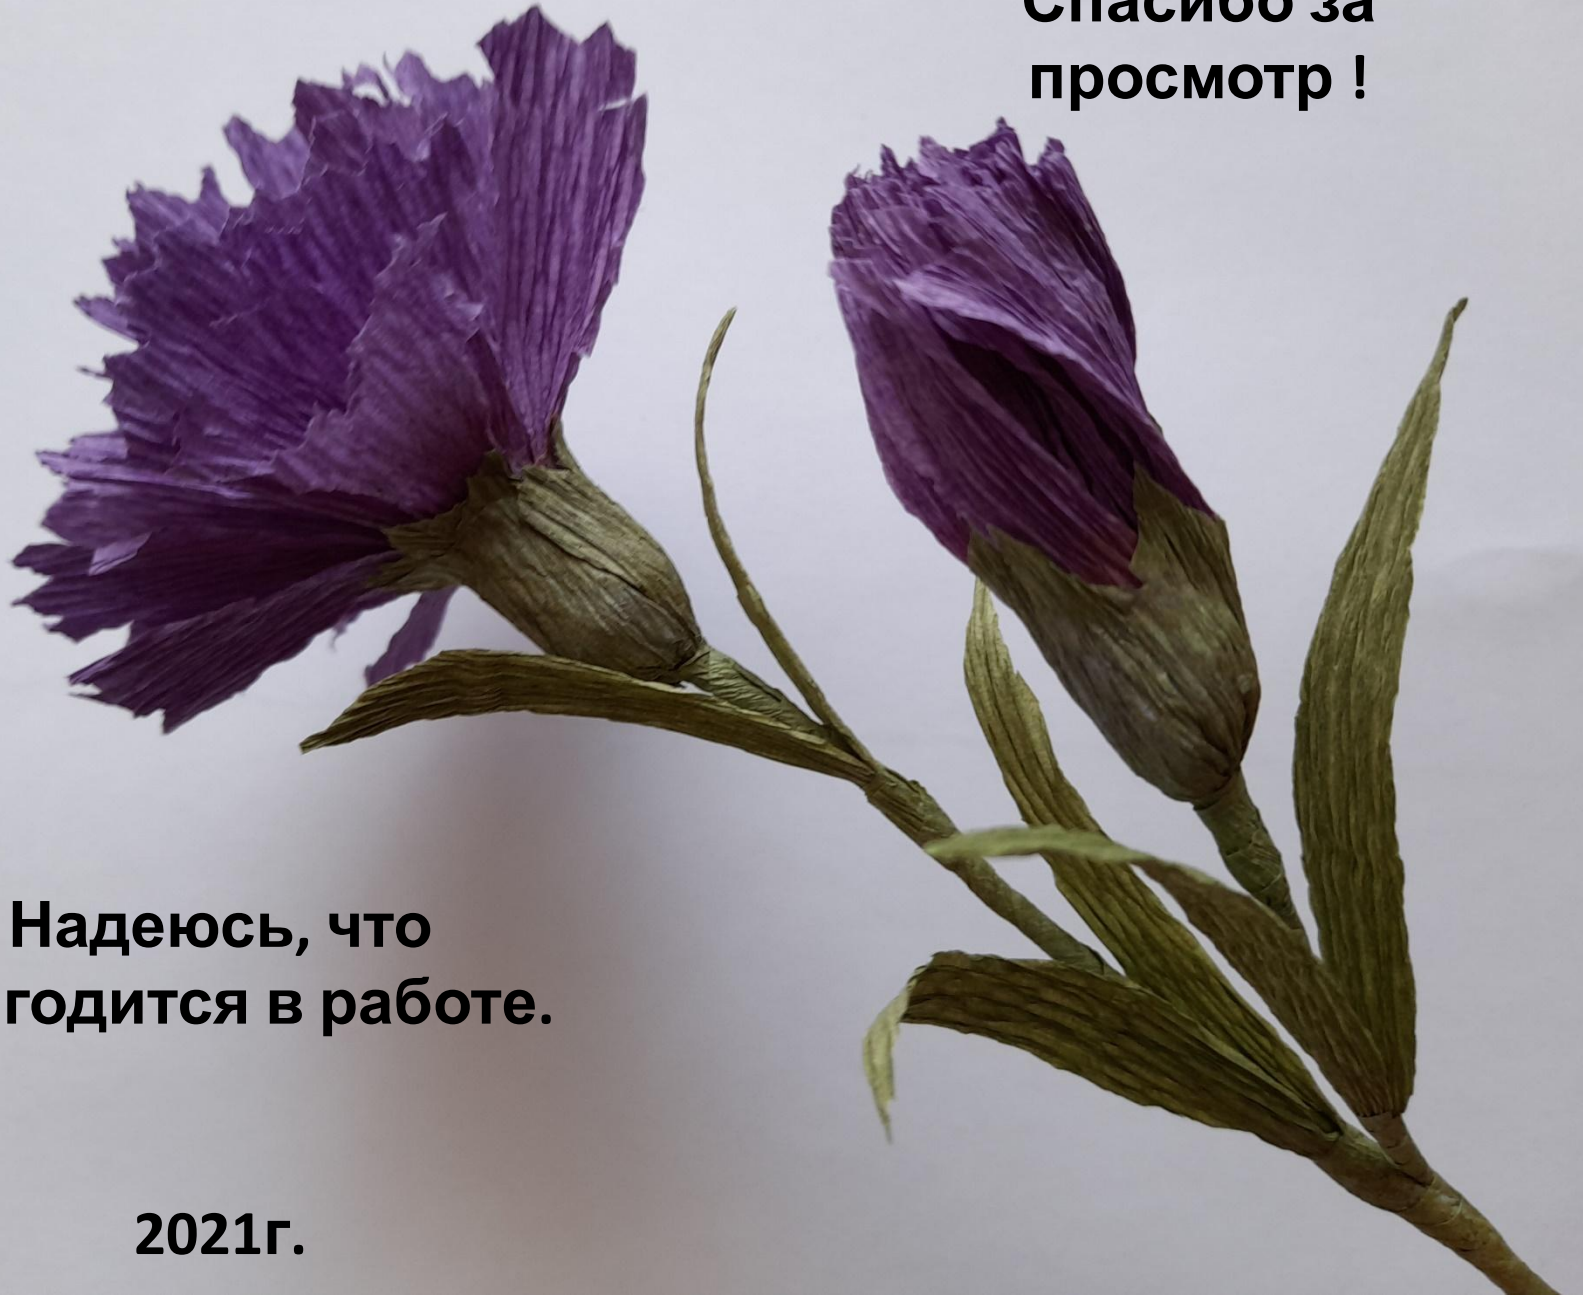 Спасибо за
просмотр !
Надеюсь, что
годится в работе.
2021г.